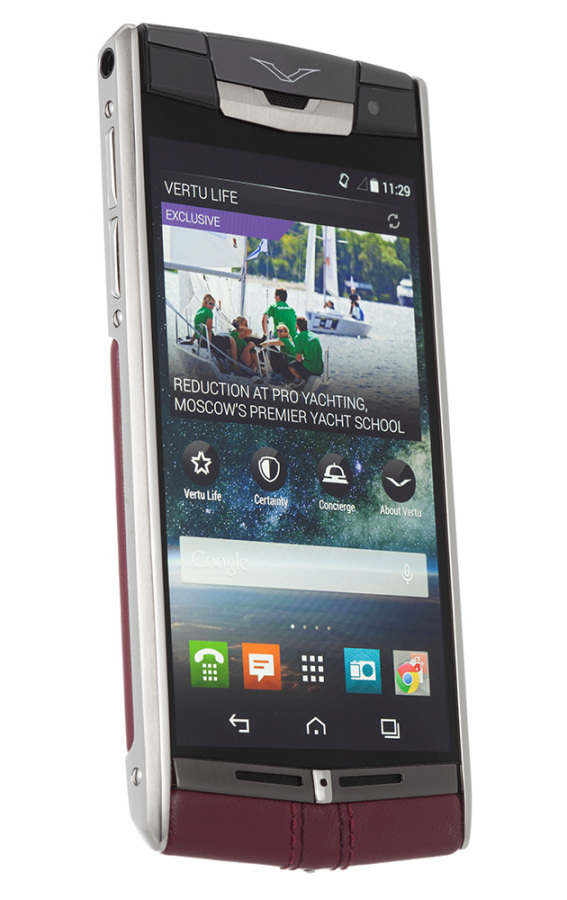 11:29
VERTU LIFE
EXCLUSIVE
REDUCTION AT PRO YACHTING,
MOSCOW'S PREMIER YACHT SCHOOL
Vertu Life
Certainty
Concierge
About Vertu
Google